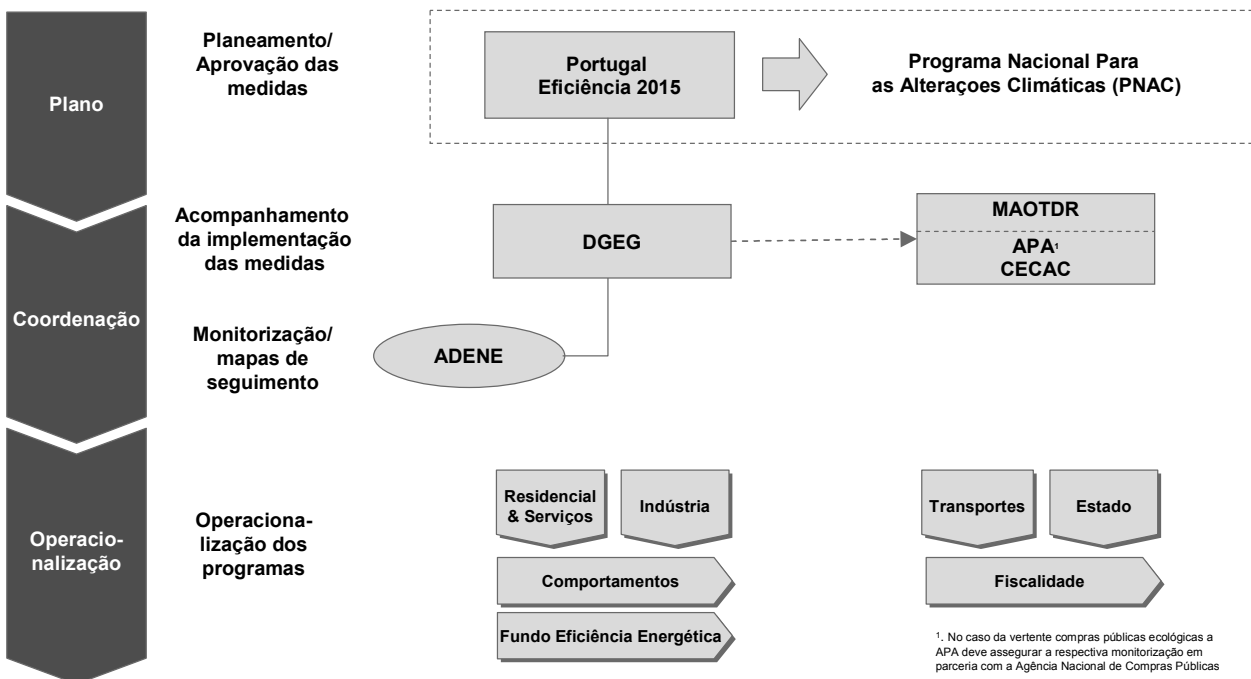 Plano
Planeamento/
Aprovação das
medidas
Portugal
Eficiência 2015
Programa Nacional Para
as Alteraçoes Climáticas (PNAC)
Coordenação
Acompanhamento
da implementação
das medidas
DGEG
MAOTDR
APA¹
CECAC
Monitorização/
mapas de
seguimento
ADENE
Operacio-
nalização
Operaciona-
lização dos
programas
Residencial
& Serviços
Indústria
Transportes
Estado
Comportamentos
Fiscalidade
Fundo Eficiência Energética
¹. No caso da vertente compras públicas ecológicas a
APA deve assegurar a respectiva monitorização em
parceria com a Agência Nacional de Compras Públicas